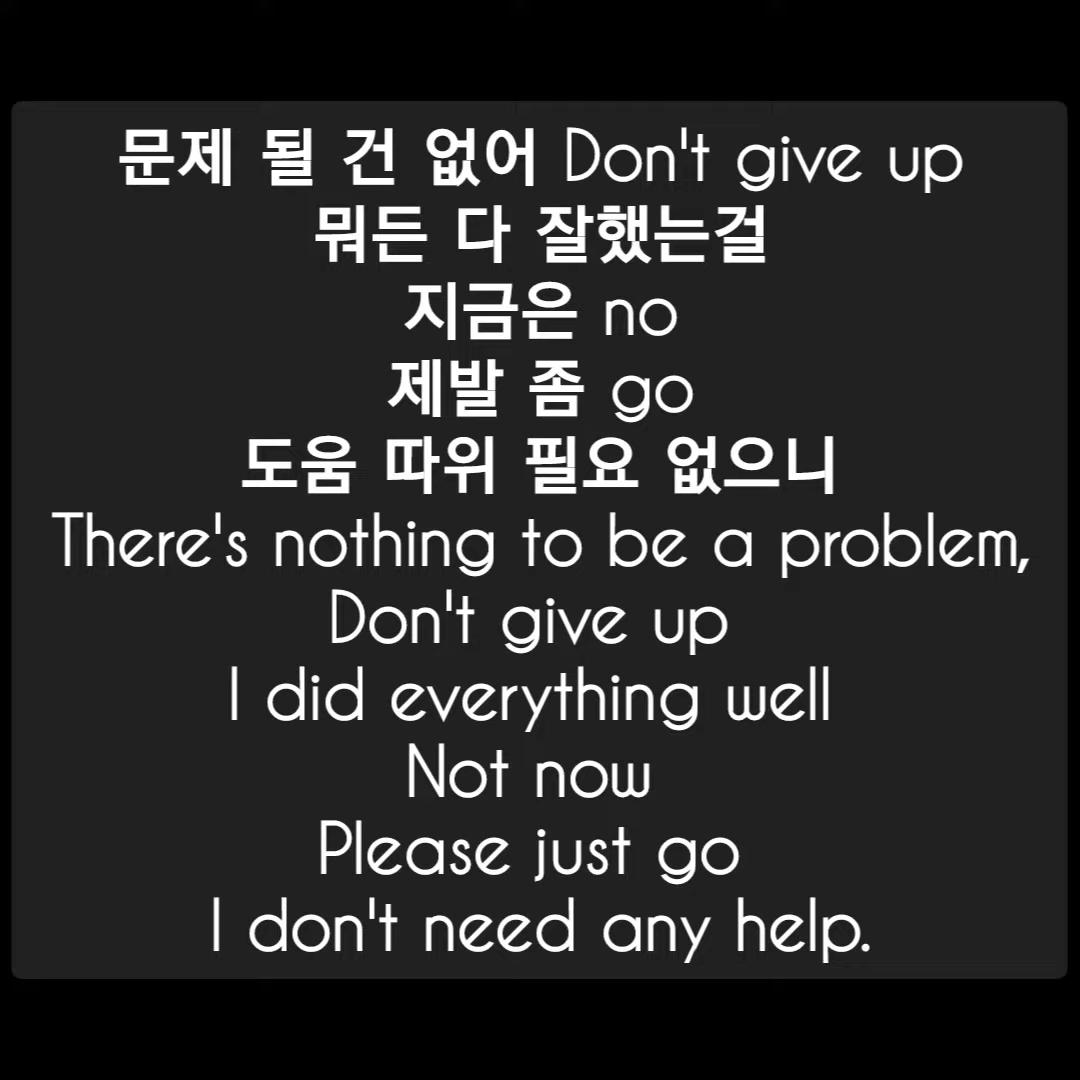 문제 될 건 없어 Don't give up
뭐든 다 잘했는걸
지금은 no
제발 좀 go
도움 따위 필요 없으니
There's nothing to be a problem,
Don't give up
I did everything well
Not now
Please just go
I don't need any help.